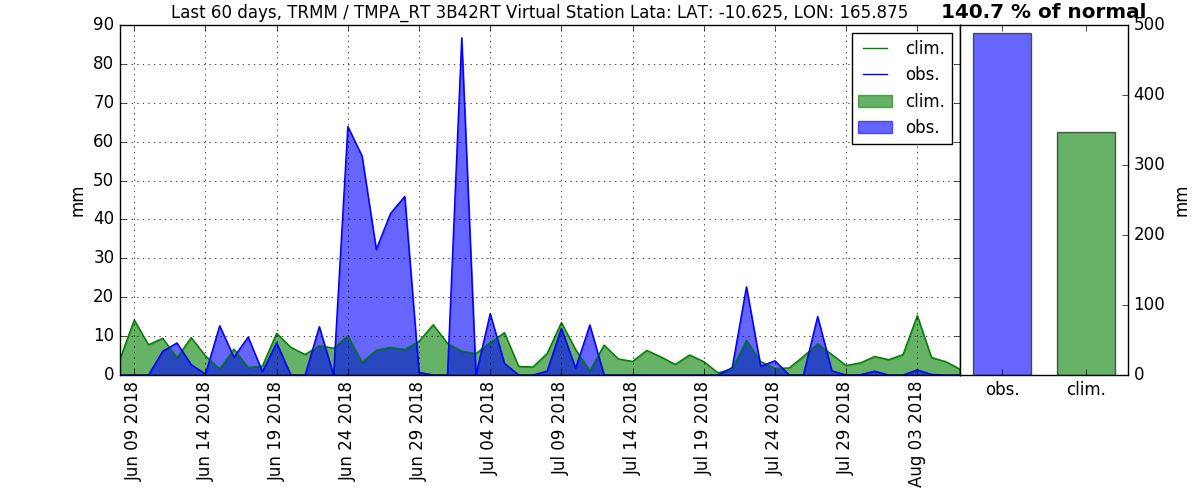 Last 60 days, TRMM / TMPA_RT 3B42RT Virtual Station Lata: LAT: -10.625, LON: 165.875
140.7 % of normal
90
80
70
60
50
40
30
20
10
0
mm
clim.
obs.
clim.
obs.
Jun 09 2018
Jun 14 2018
Jun 19 2018
Jun 24 2018
Jun 29 2018
Jul 04 2018
Jul 09 2018
Jul 14 2018
Jul 19 2018
Jul 24 2018
Jul 29 2018
Aug 03 2018
500
400
300
200
100
0
mm
obs.
clim.